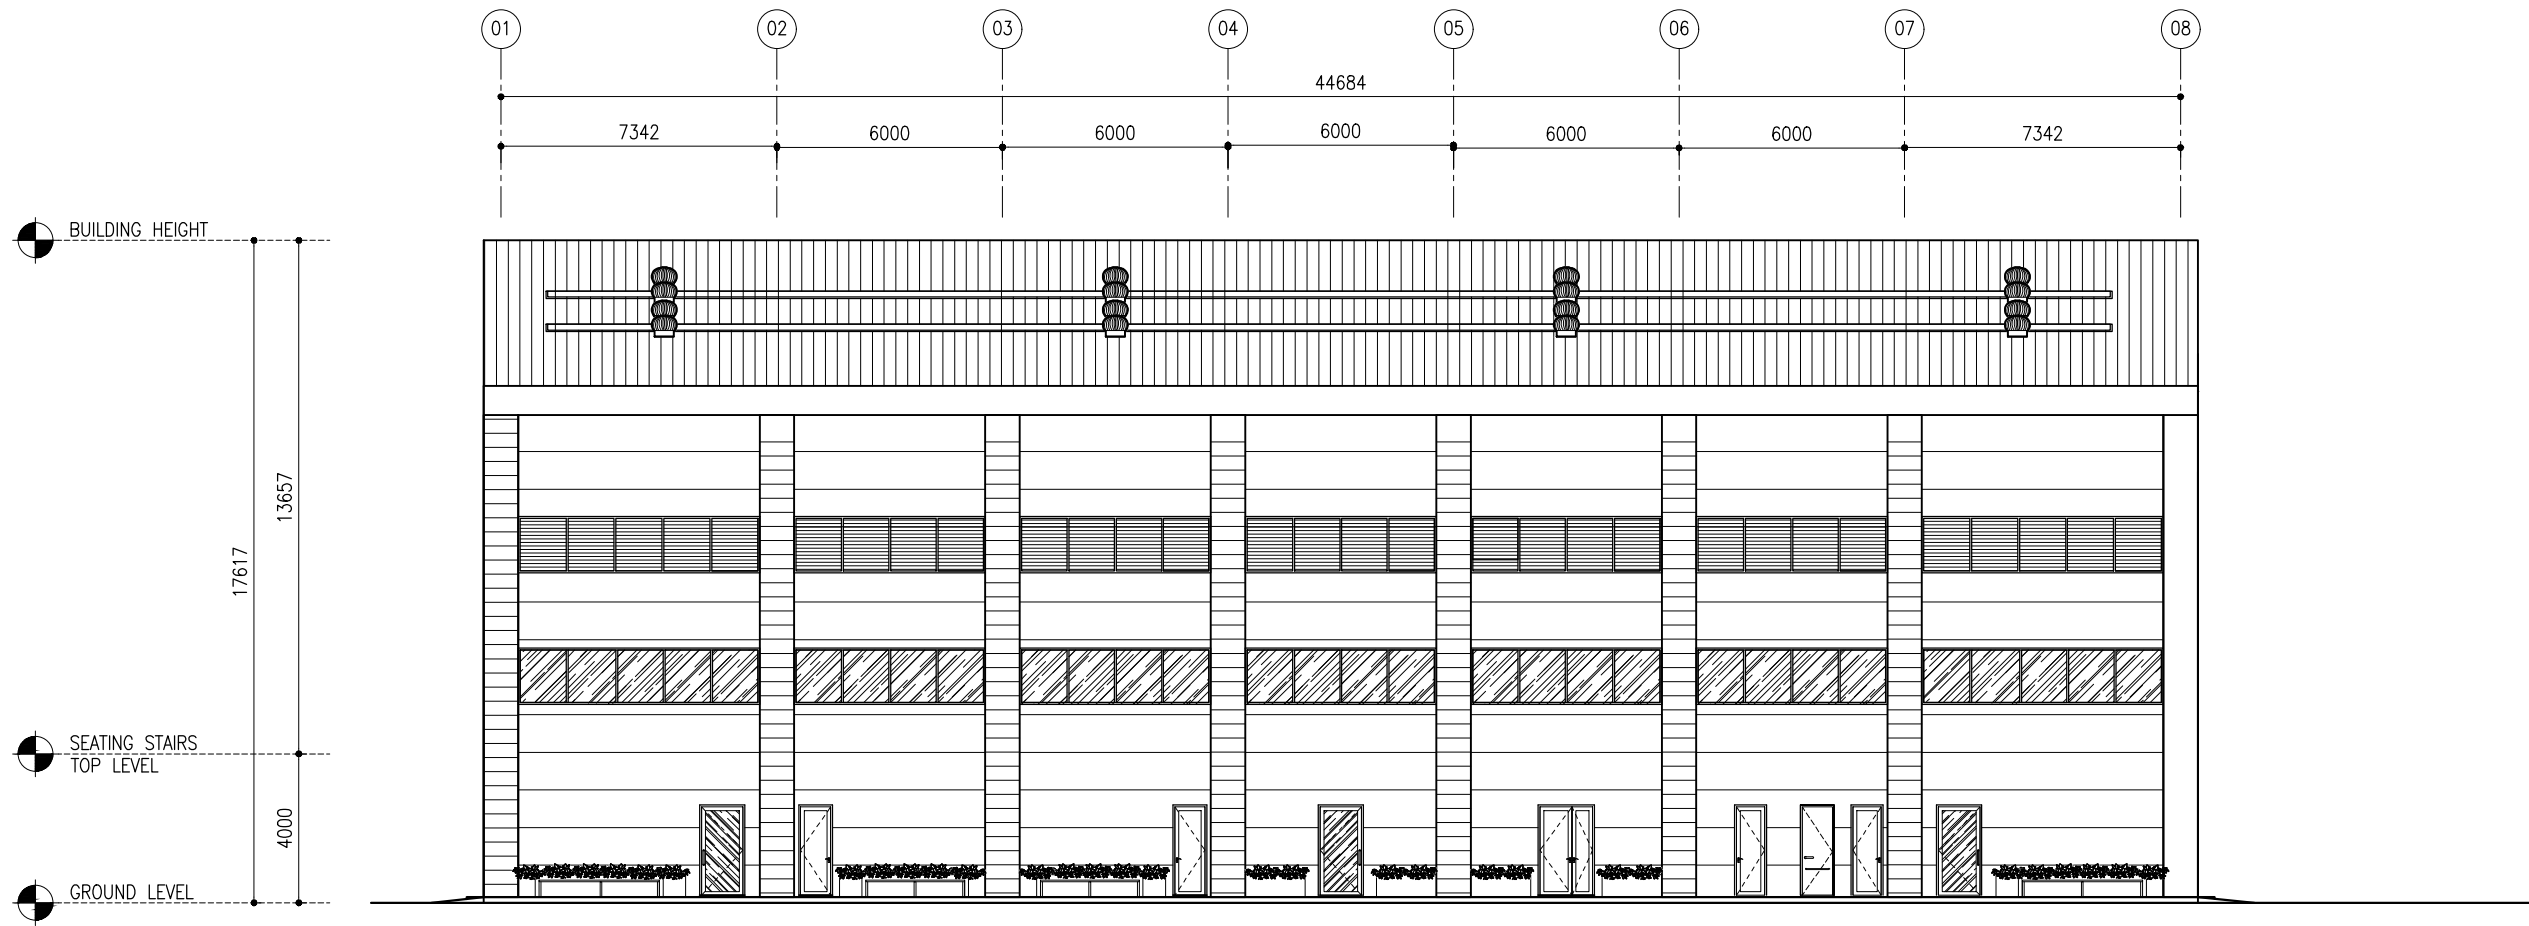 01 02 03 04 05 06 07 08
44684
7342 6000 6000 6000 6000 6000 7342
BUILDING HEIGHT
13657
17617
SEATING STAIRS
TOP LEVEL
4000
GROUND LEVEL